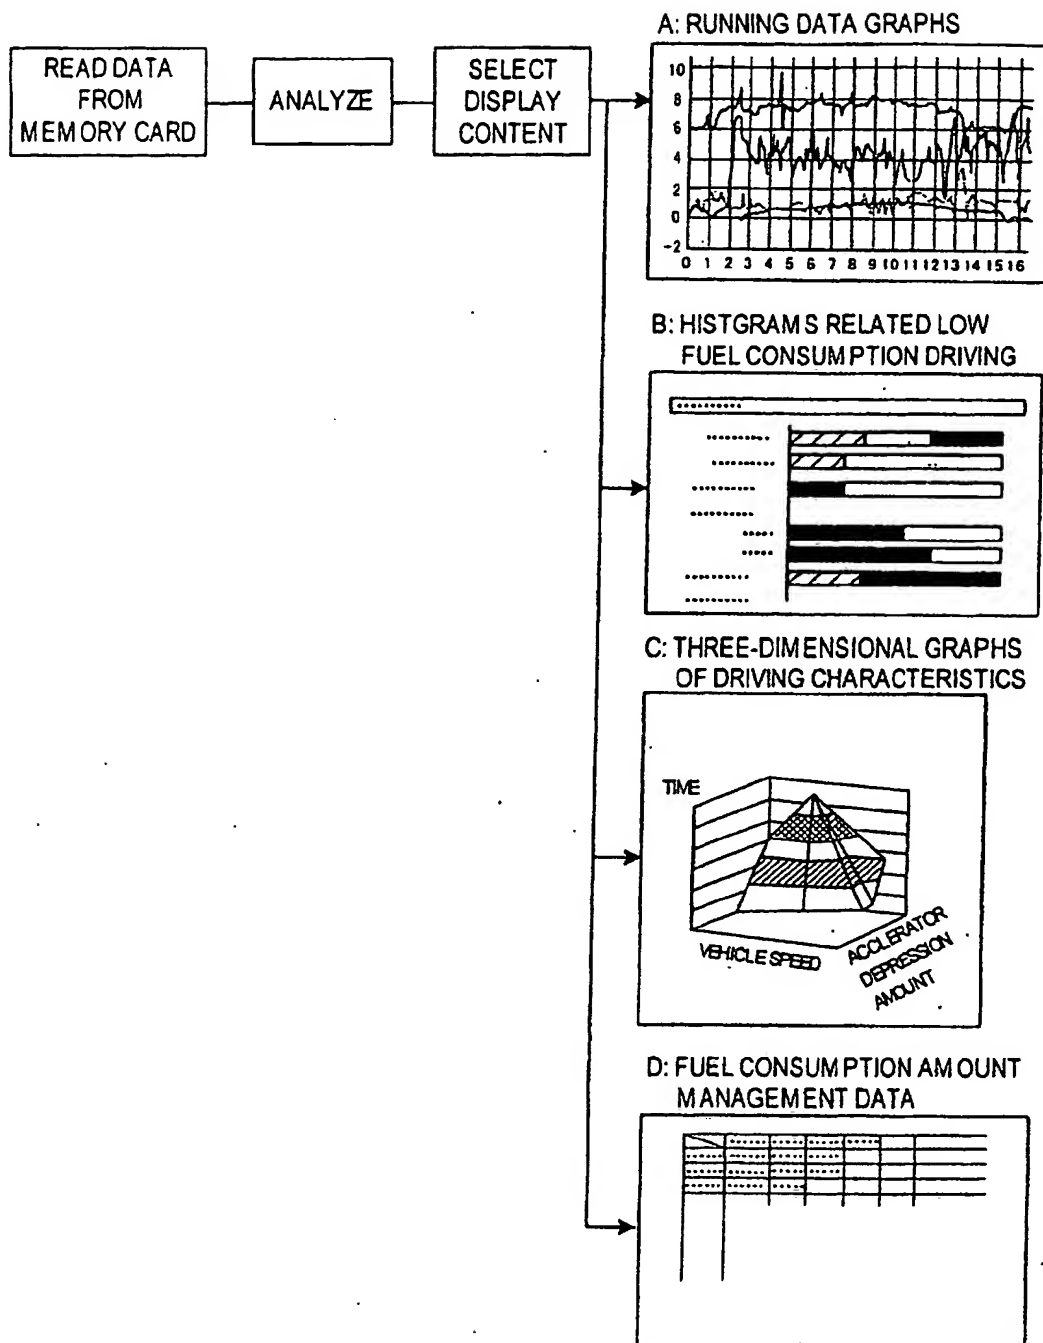 READ DATA
FROM
MEMORY CARD
ANALYZE
SELECT
DISPLAY
CONTENT
A: RUNNING DATA GRAPHS
10
8
6
4
2
0
-2
0 1 2 3 4 5 6 7 8 9 10 11 12 13 14 15 16
B: HISTGRAMS RELATED LOW
FUEL CONSUMPTION DRIVING
C: THREE-DIMENSIONAL GRAPHS
OF DRIVING CHARACTERISTICS
TIME
VEHICLE SPEED
ACCLERATOR
DEPRESSION
AMOUNT
D: FUEL CONSUMPTION AMOUNT
MANAGEMENT DATA